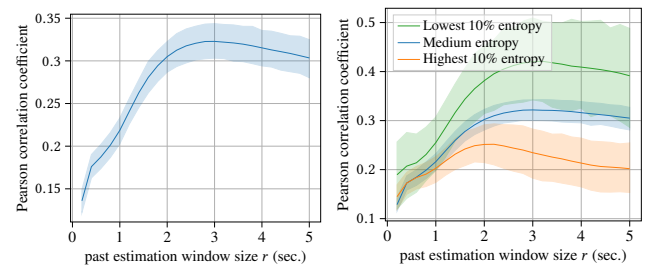 Pearson correlation coefficient
0.35
0.3
0.25
0.2
0.15
0 1 2 3 4 5
past estimation window size r (sec.)
Pearson correlation coefficient
0.5
0.4
0.3
0.2
0.1
Lowest 10% entropy
Medium entropy
Highest 10% entropy
0 1 2 3 4 5
past estimation window size r (sec.)